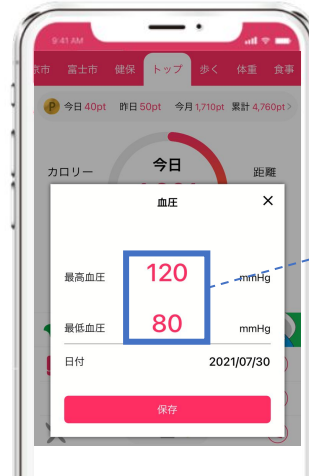 9:41 AM
京市 富士市 健保 トップ 歩く 体重 食事
P 今日 40pt 昨日 50pt 今月 1,710pt 累計 4,760pt >
カロリー 今日 距離
血圧 ×
最高血圧 120 mmHg
最低血圧 80 mmHg
日付 2021/07/30
保存